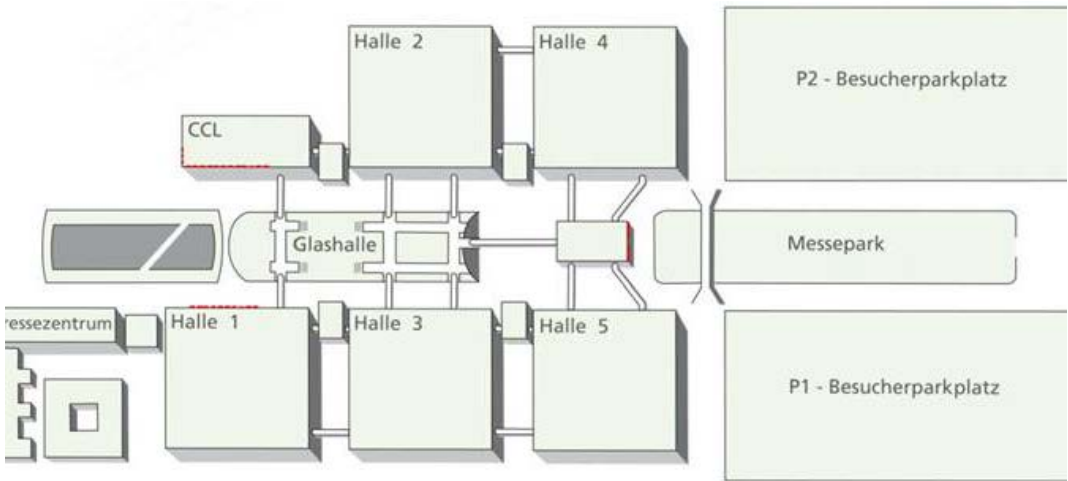 Halle 2
Halle 4
P2 - Besucherparkplatz
CCL
Glashalle
Messepark
ressezentrum
Halle 1
Halle 3
Halle 5
P1 - Besucherparkplatz